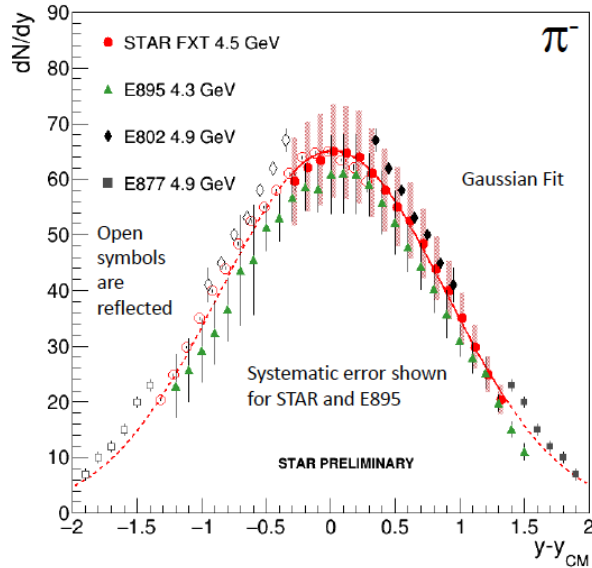 π-
dN/dy
90
80
70
60
50
40
30
20
10
0
STAR FXT 4.5 GeV
E895 4.3 GeV
E802 4.9 GeV
E877 4.9 GeV
Gaussian Fit
Open
symbols
are
reflected
Systematic error shown
for STAR and E895
STAR PRELIMINARY
−2 −1.5 −1 −0.5 0 0.5 1 1.5 2
y-yCM